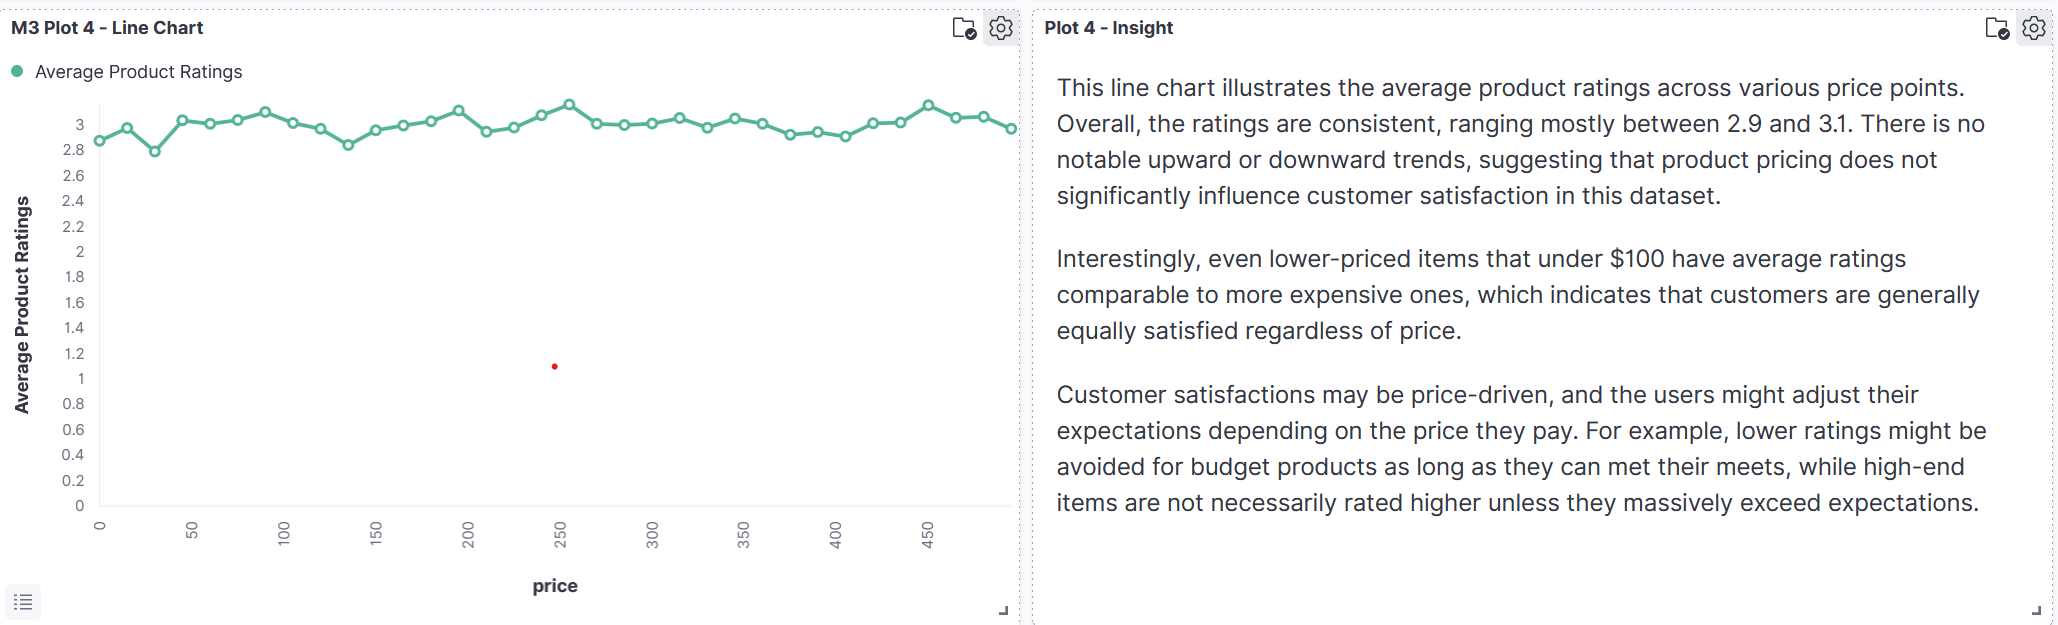 M3 Plot 4 - Line Chart
Average Product Ratings
3
2.8
2.6
2.4
2.2
2
1.8
1.6
1.4
1.2
1
0.8
0.6
0.4
0.2
0
Average Product Ratings
0
50
100
150
200
250
300
350
400
450
price
Plot 4 - Insight
This line chart illustrates the average product ratings across various price points.
Overall, the ratings are consistent, ranging mostly between 2.9 and 3.1. There is no
notable upward or downward trends, suggesting that product pricing does not
significantly influence customer satisfaction in this dataset.
Interestingly, even lower-priced items that under $100 have average ratings
comparable to more expensive ones, which indicates that customers are generally
equally satisfied regardless of price.
Customer satisfactions may be price-driven, and the users might adjust their
expectations depending on the price they pay. For example, lower ratings might be
avoided for budget products as long as they can met their meets, while high-end
items are not necessarily rated higher unless they massively exceed expectations.